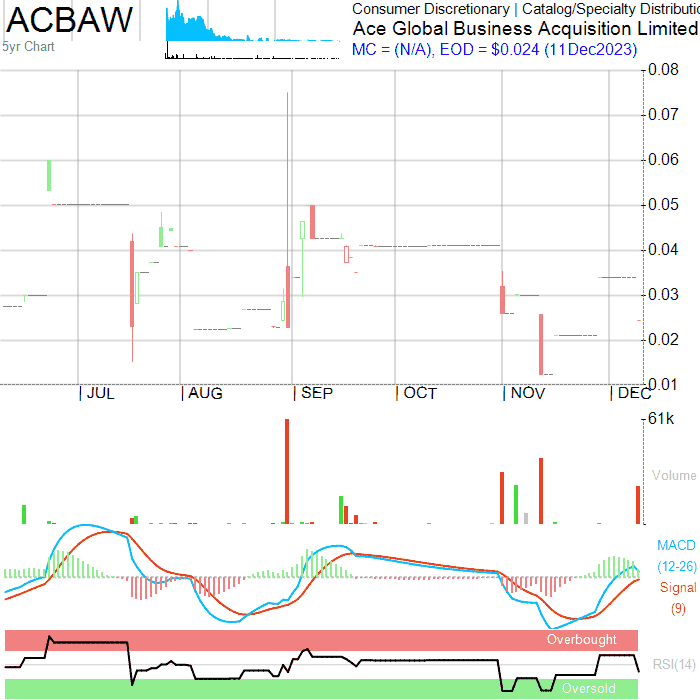 ACBAW
5yr Chart
Consumer Discretionary | Catalog/Specialty Distributio
Ace Global Business Acquisition Limited
MC = (N/A), EOD = $0.024 (11Dec2023)
0.08
0.07
0.06
0.05
0.04
0.03
0.02
0.01
| JUL | AUG | SEP | OCT | NOV | DEC
61k
Volume
MACD
(12-26)
Signal
(9)
Overbought
RSI(14)
Oversold